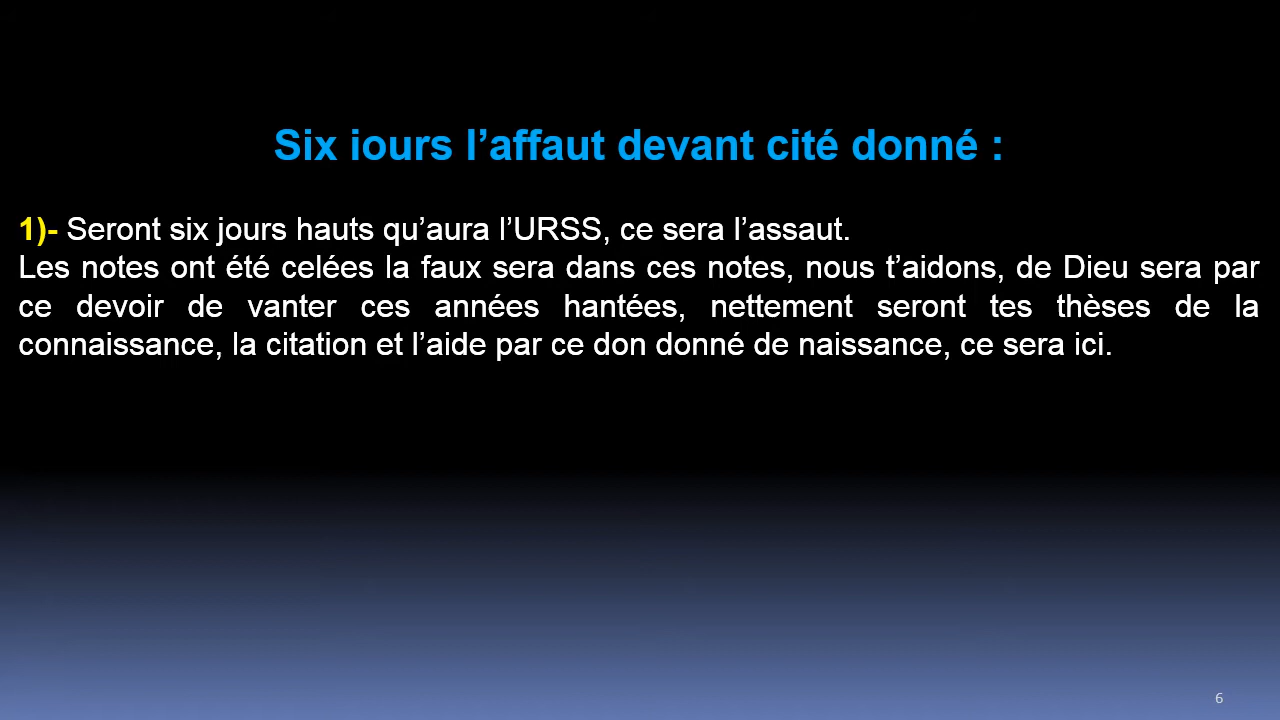 Six iours l’affaut devant cité donné :
1)- Seront six jours hauts qu’aura l’URSS, ce sera l’assaut.
Les notes ont été celées la faux sera dans ces notes, nous t’aidons, de Dieu sera par
ce devoir de vanter ces années hantées, nettement seront tes thèses de la
connaissance, la citation et l’aide par ce don donné de naissance, ce sera ici.
6